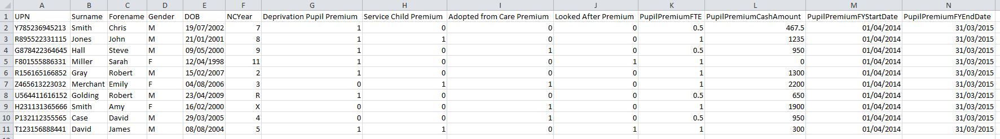 A B C D E F G H I J K L M N
1 UPN Surname Forename Gender DOB NCYear Deprivation Pupil Premium Service Child Premium Adopted from Care Premium Looked After Premium PupilPremiumFTE PupilPremiumCashAmount PupilPremiumFYStartDate PupilPremiumFYEndDate
2 Y785236945213 Smith Chris M 19/07/2002 7 1 0 0 0 0.5 467.5 01/04/2014 31/03/2015
3 R895522331115 Jones John M 21/01/2001 8 1 1 0 0 1 1235 01/04/2014 31/03/2015
4 G878422364645 Hall Steve M 09/05/2000 9 1 0 1 0 0.5 950 01/04/2014 31/03/2015
5 F801555886331 Miller Sarah F 12/04/1998 11 1 0 0 1 1 0 01/04/2014 31/03/2015
6 R156165166852 Gray Robert M 15/02/2007 2 1 0 0 0 1 1300 01/04/2014 31/03/2015
7 Z465613223032 Merchant Emily F 04/08/2006 3 0 1 1 0 1 2200 01/04/2014 31/03/2015
8 U564411616152 Golding Robert M 23/04/2009 R 1 0 0 0 0.5 650 01/04/2014 31/03/2015
9 H231131365666 Smith Amy F 16/02/2000 X 0 0 1 0 1 1900 01/04/2014 31/03/2015
10 P132112355565 Case David M 29/03/2005 4 0 0 1 0 0.5 950 01/04/2014 31/03/2015
11 T123156888441 David James M 08/08/2004 5 1 1 0 1 1 300 01/04/2014 31/03/2015